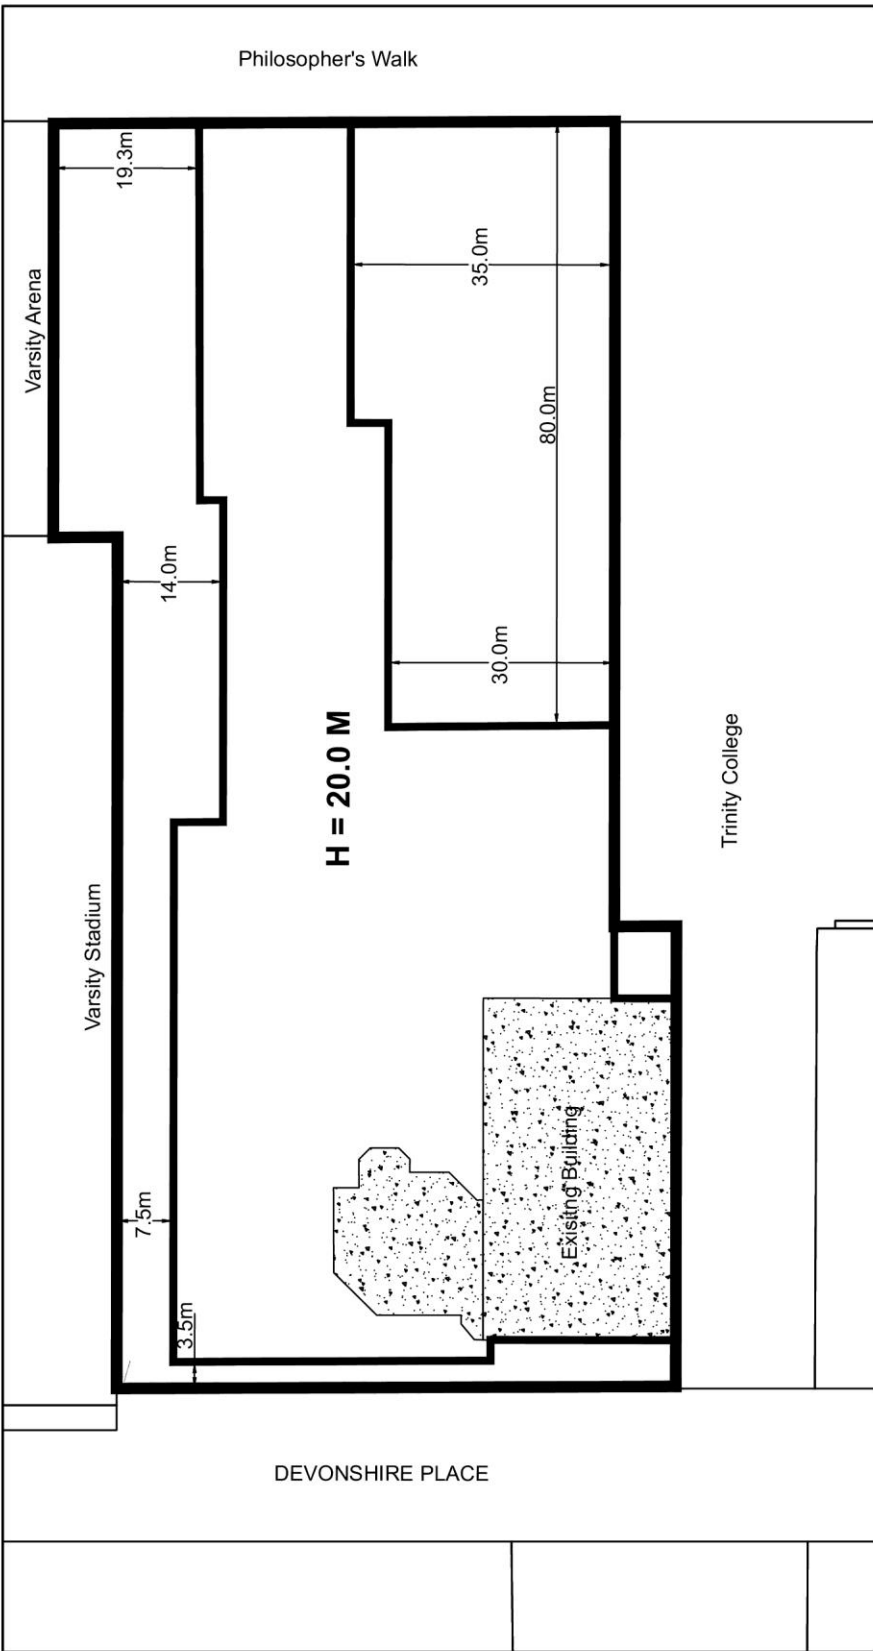 Philosopher's Walk
19.3m
35.0m
Varsity Arena
80.0m
14.0m
30.0m
H = 20.0 M
Trinity College
Varsity Stadium
Exisitng Building
7.5m
3.5m
DEVONSHIRE PLACE